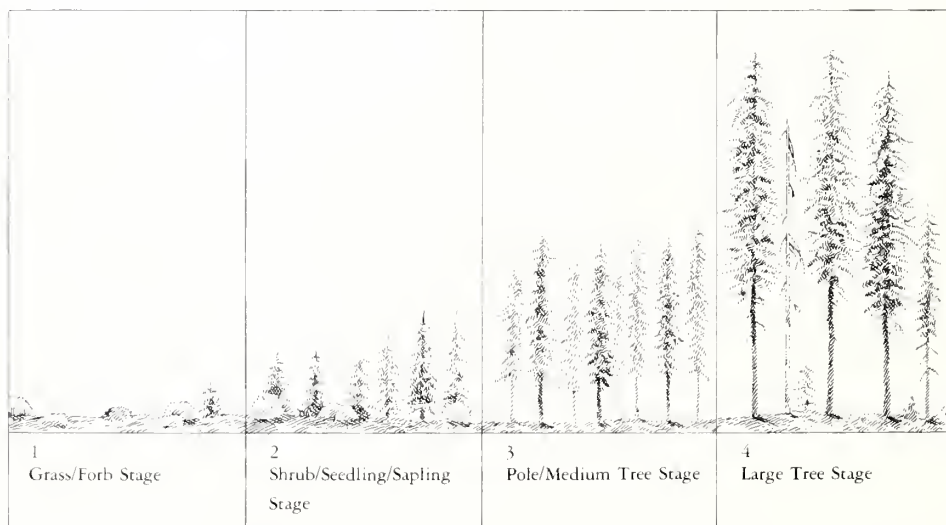 1
Grass/Forb Stage
2
Shrub/Seedling/Sapling
Stage
3
Pole/Medium Tree Stage
4
Large Tree Stage